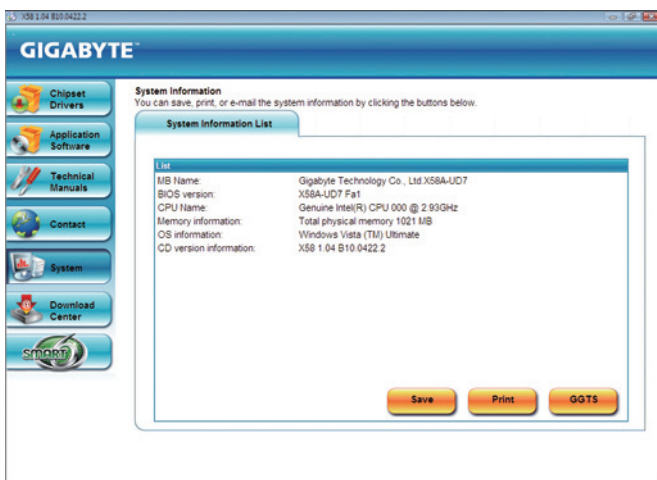 X58 1.04 B10.0422.2
GIGABYTE™
Chipset
Drivers
Application
Software
Technical
Manuals
Contact
System
Download
Center
SMART 6
System Information
You can save, print, or e-mail the system information by clicking the buttons below.
System Information List
List
MB Name: Gigabyte Technology Co., Ltd.X58A-UD7
BIOS version: X58A-UD7 Fa1
CPU Name: Genuine Intel(R) CPU 000 @ 2.93GHz
Memory information: Total physical memory 1021 MB
OS information: Windows Vista (TM) Ultimate
CD version information: X58 1.04 B10.0422.2
Save Print GGTS